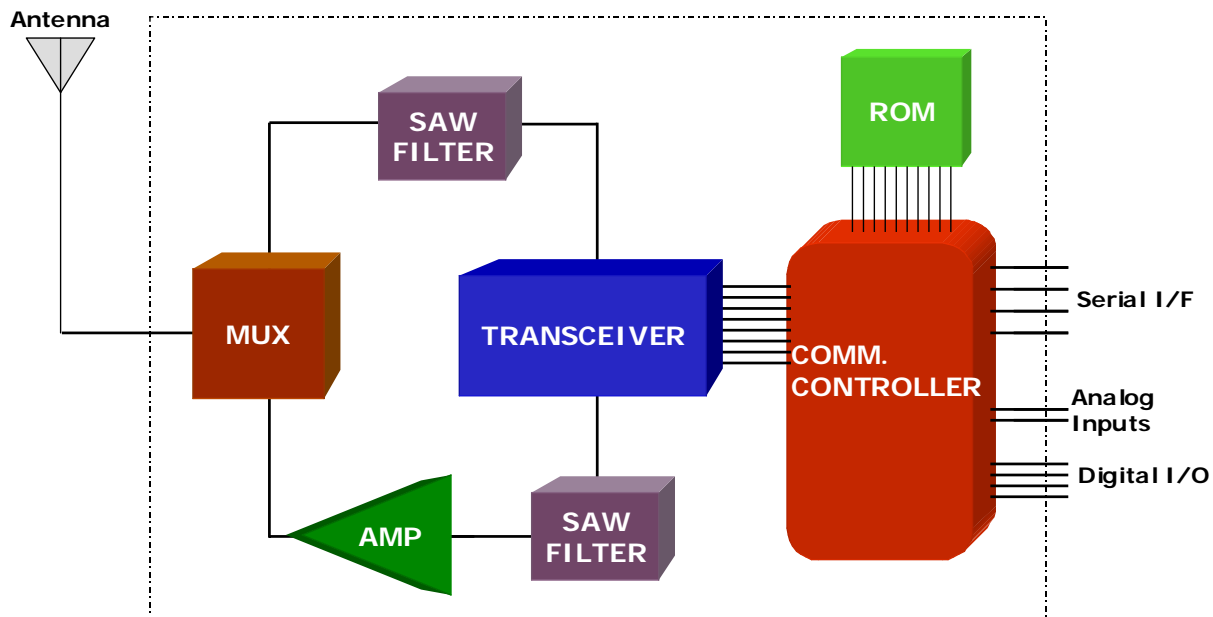 Antenna
SAW
FILTER
ROM
MUX
TRANSCEIVER
COMM.
CONTROLLER
Serial I/F
Analog
Inputs
Digital I/O
AMP
SAW
FILTER